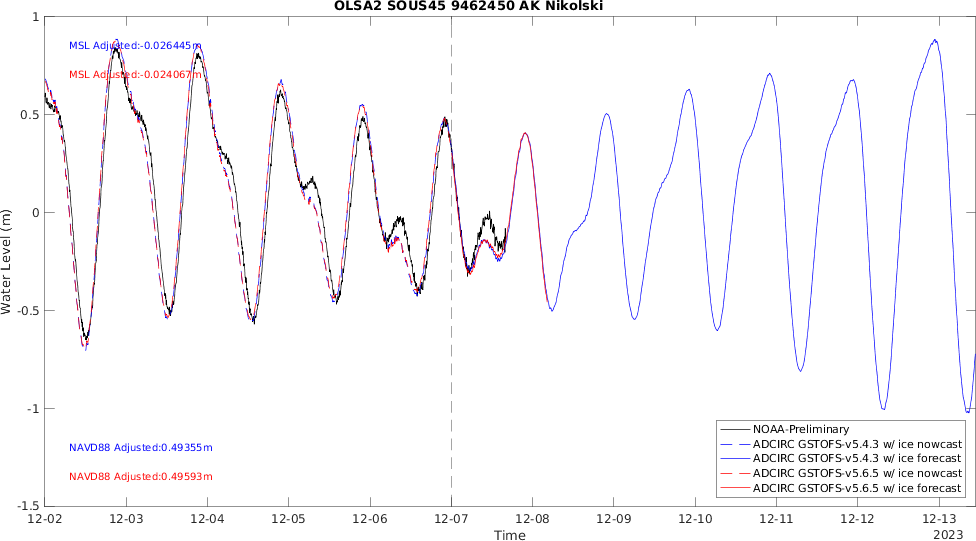 OLSA2 SOUS45 9462450 AK Nikolski
1
0.5
0
-0.5
-1
-1.5
Water Level (m)
MSL Adjusted:-0.026445m
MSL Adjusted:-0.024067m
NAVD88 Adjusted:0.49355m
NAVD88 Adjusted:0.49593m
NOAA-Preliminary
ADCIRC GSTOFS-v5.4.3 w/ ice nowcast
ADCIRC GSTOFS-v5.4.3 w/ ice forecast
ADCIRC GSTOFS-v5.6.5 w/ ice nowcast
ADCIRC GSTOFS-v5.6.5 w/ ice forecast
12-02 12-03 12-04 12-05 12-06 12-07 12-08 12-09 12-10 12-11 12-12 12-13
Time
2023